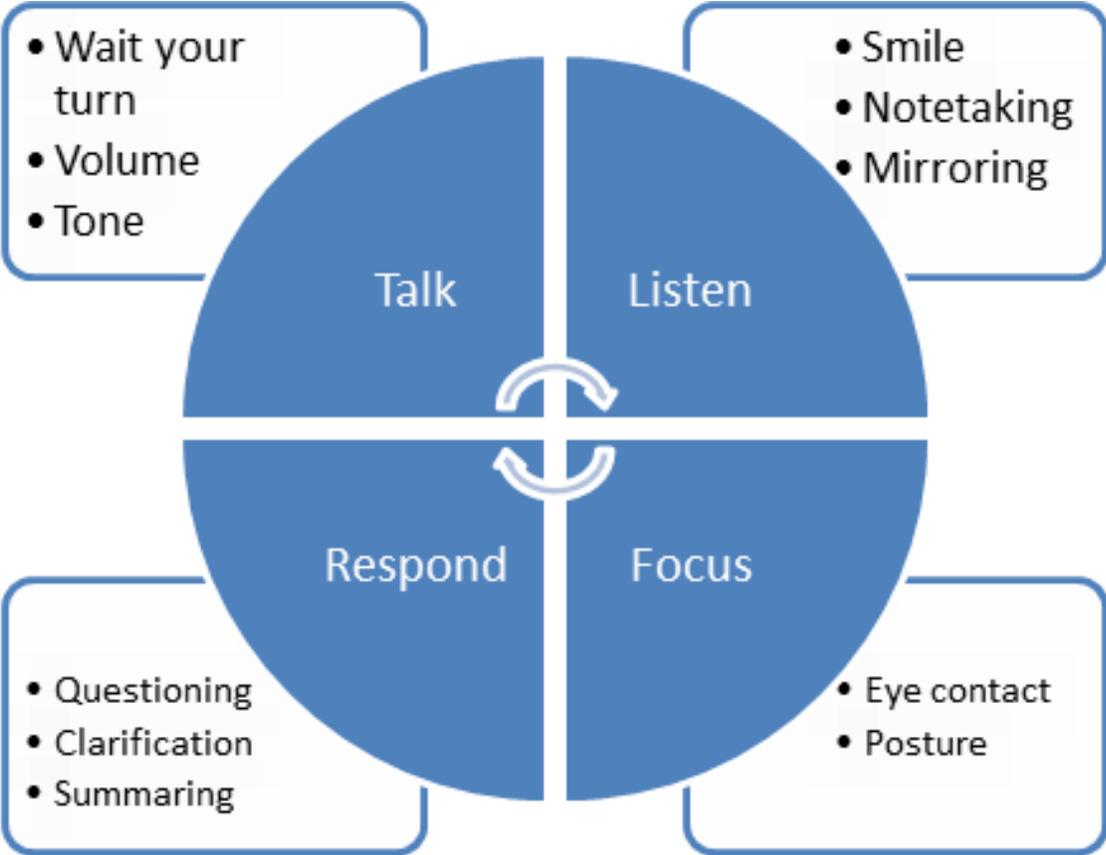 • Wait your
turn
• Volume
• Tone
• Smile
• Notetaking
• Mirroring
Talk
Listen
Respond
Focus
• Questioning
• Clarification
• Summaring
• Eye contact
• Posture